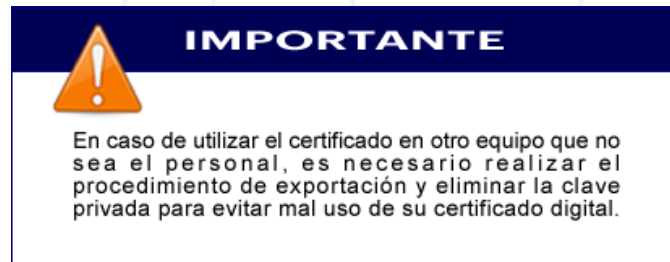 IMPORTANTE
En caso de utilizar el certificado en otro equipo que no
sea el personal, es necesario realizar el
procedimiento de exportación y eliminar la clave
privada para evitar mal uso de su certificado digital.